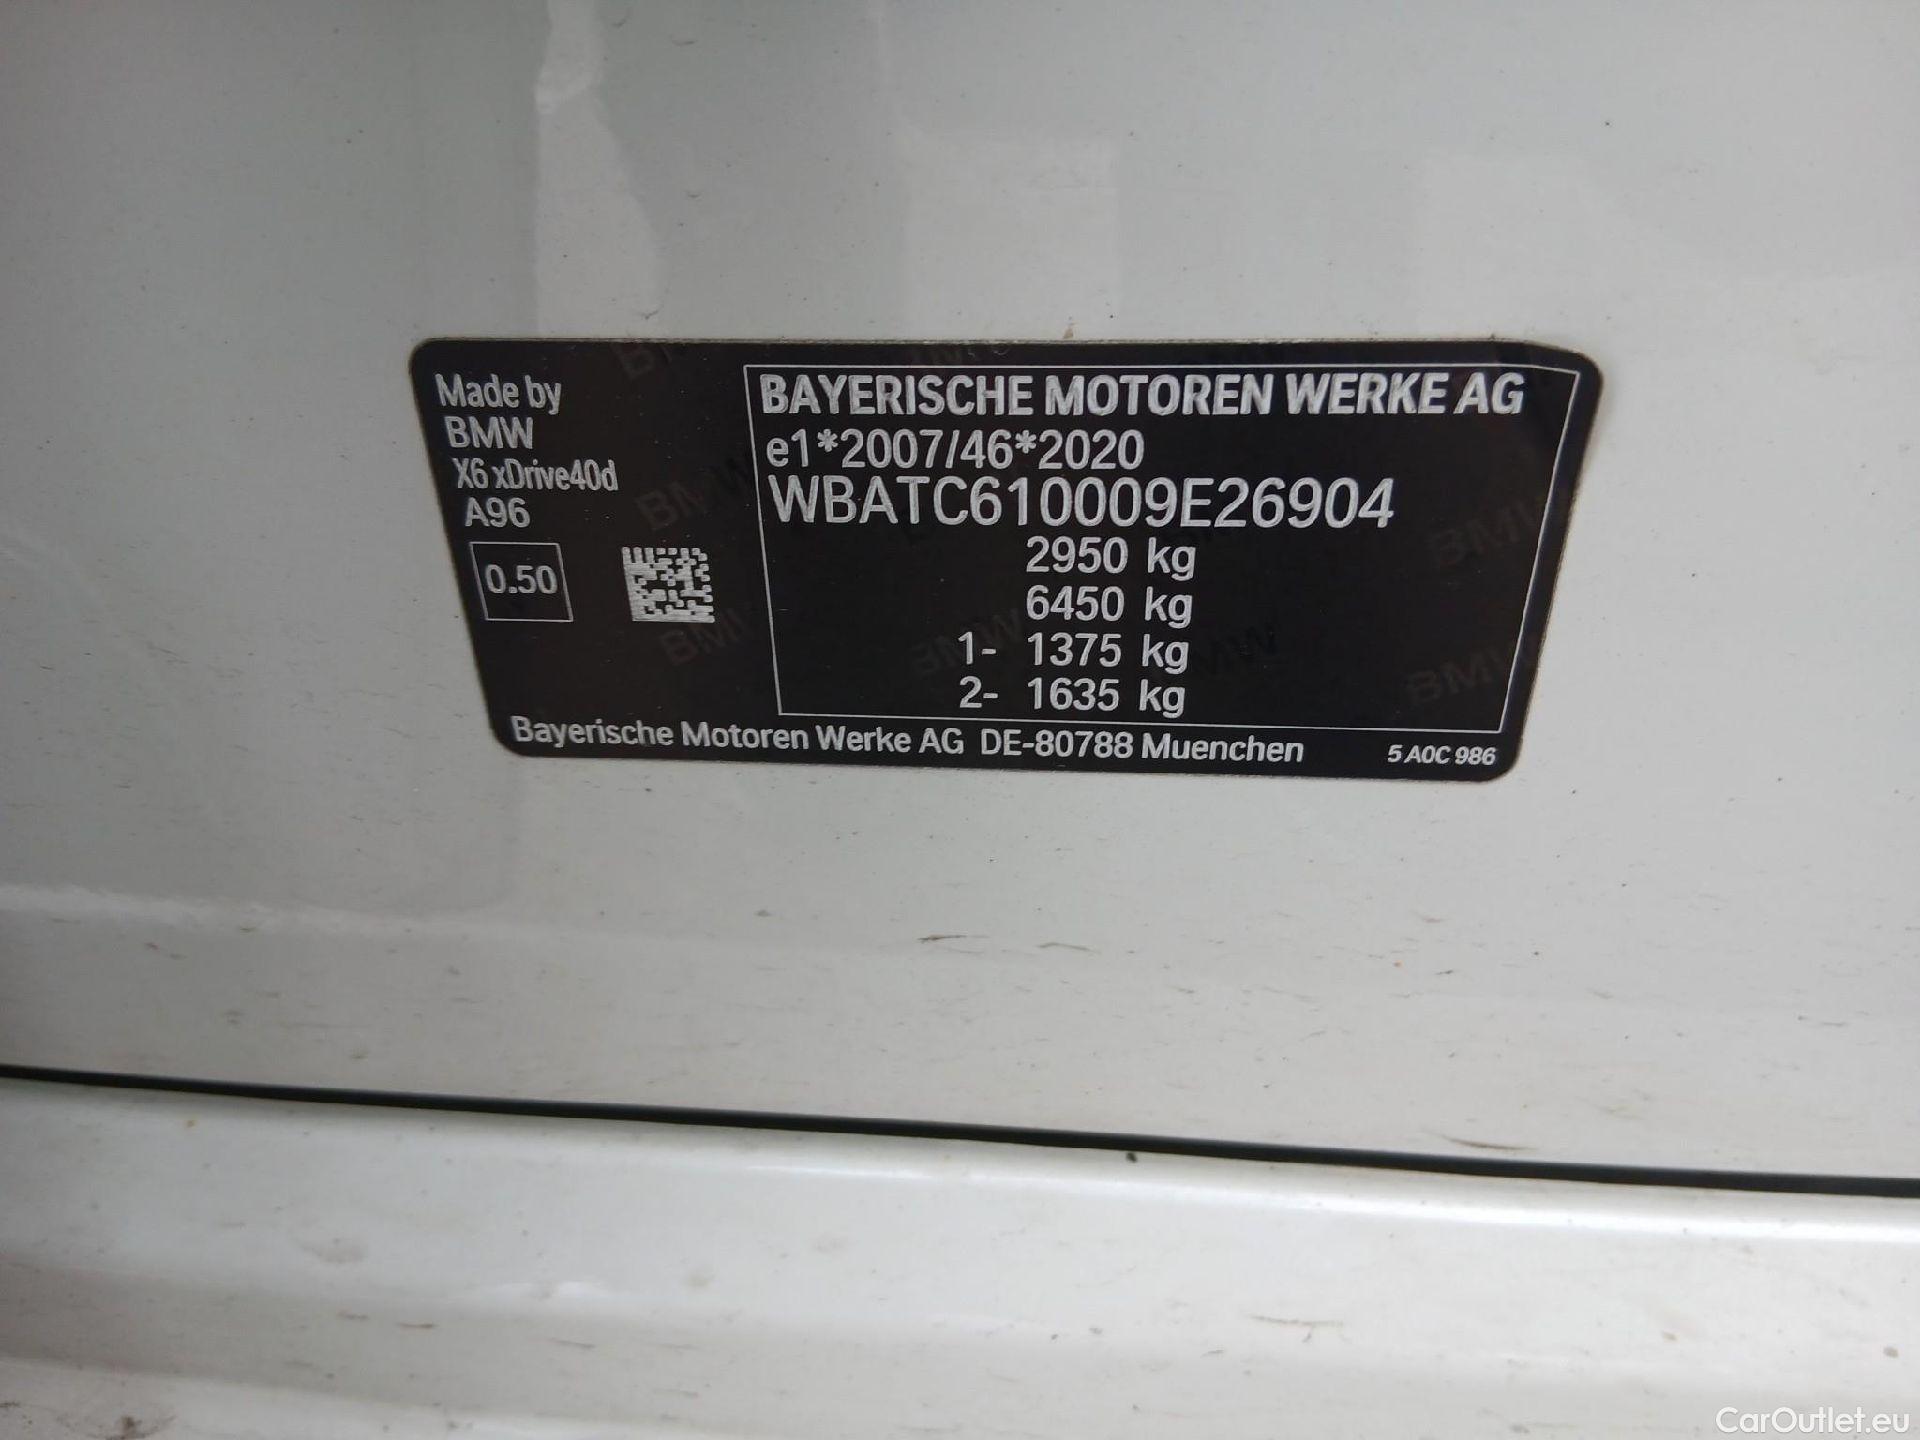 Made by
BMW
X6 xDrive40d
A96
0.50
BAYERISCHE MOTOREN WERKE AG
e1*2007/46*2020
WBATC610009E26904
2950 kg
6450 kg
1- 1375 kg
2- 1635 kg
Bayerische Motoren Werke AG DE-80788 Muenchen
5 A0C 986
CarOutlet.eu